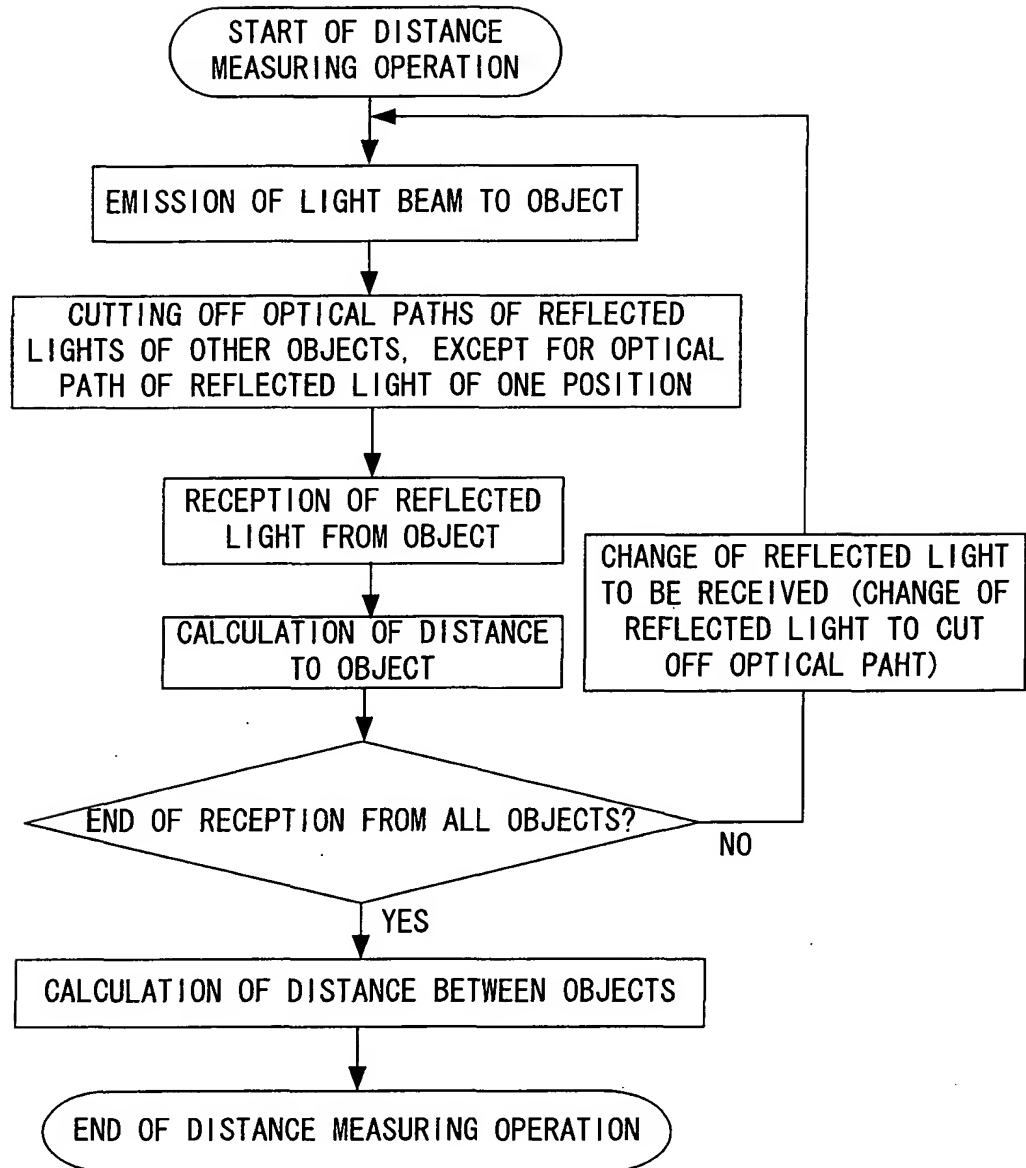 START OF DISTANCE
MEASURING OPERATION
EMISSION OF LIGHT BEAM TO OBJECT
CUTTING OFF OPTICAL PATHS OF REFLECTED
LIGHTS OF OTHER OBJECTS, EXCEPT FOR OPTICAL
PATH OF REFLECTED LIGHT OF ONE POSITION
RECEPTION OF REFLECTED
LIGHT FROM OBJECT
CALCULATION OF DISTANCE
TO OBJECT
CHANGE OF REFLECTED LIGHT
TO BE RECEIVED (CHANGE OF
REFLECTED LIGHT TO CUT
OFF OPTICAL PAHT)
END OF RECEPTION FROM ALL OBJECTS?
NO
YES
CALCULATION OF DISTANCE BETWEEN OBJECTS
END OF DISTANCE MEASURING OPERATION